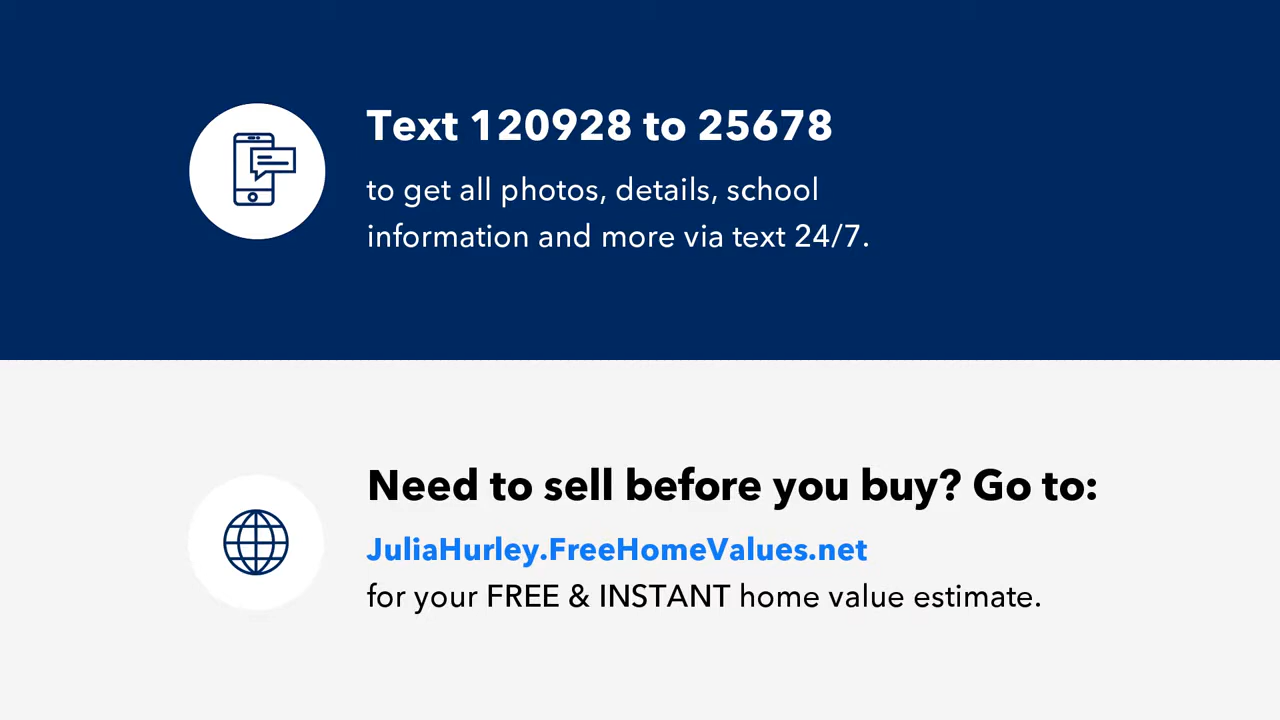 Text 120928 to 25678
to get all photos, details, school
information and more via text 24/7.
Need to sell before you buy? Go to:
JuliaHurley.FreeHomeValues.net
for your FREE & INSTANT home value estimate.